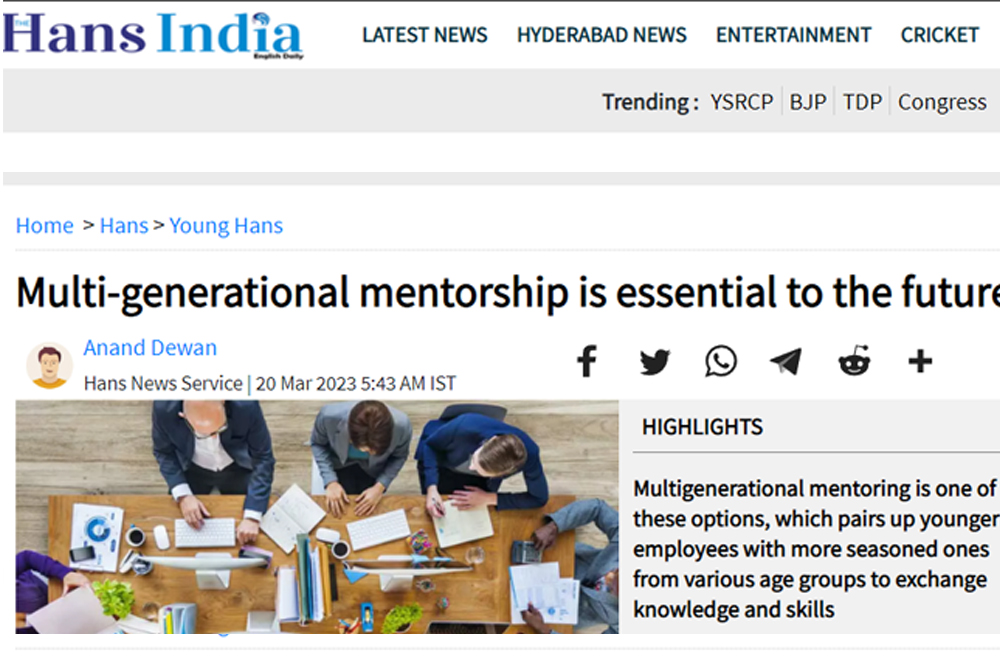 THE
Hans India
English Daily
LATEST NEWS HYDERABAD NEWS ENTERTAINMENT CRICKET
Trending : YSRCP BJP TDP Congress
Home > Hans > Young Hans
Multi-generational mentorship is essential to the future
Anand Dewan
Hans News Service | 20 Mar 2023 5:43 AM IST
HIGHLIGHTS
Multigenerational mentoring is one of
these options, which pairs up younger
employees with more seasoned ones
from various age groups to exchange
knowledge and skills